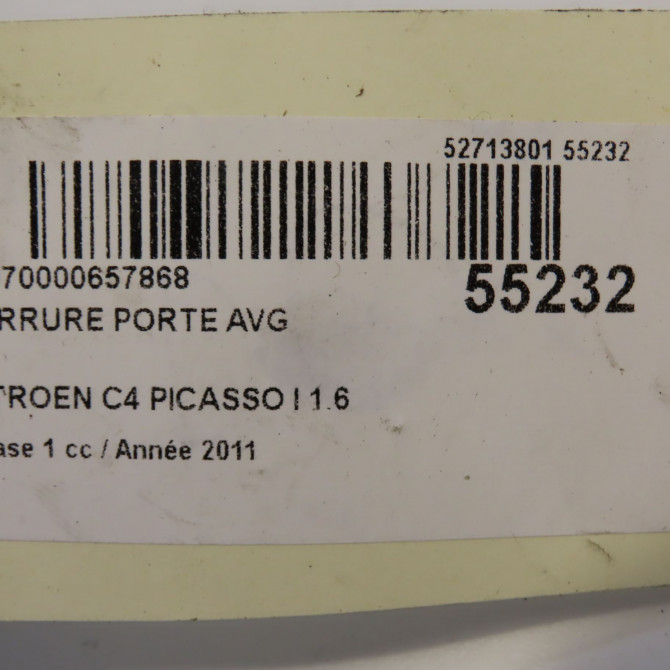 52713801 55232
70000657868
55232
RRURE PORTE AVG
TROEN C4 PICASSO I 1.6
ase 1 cc / Année 2011